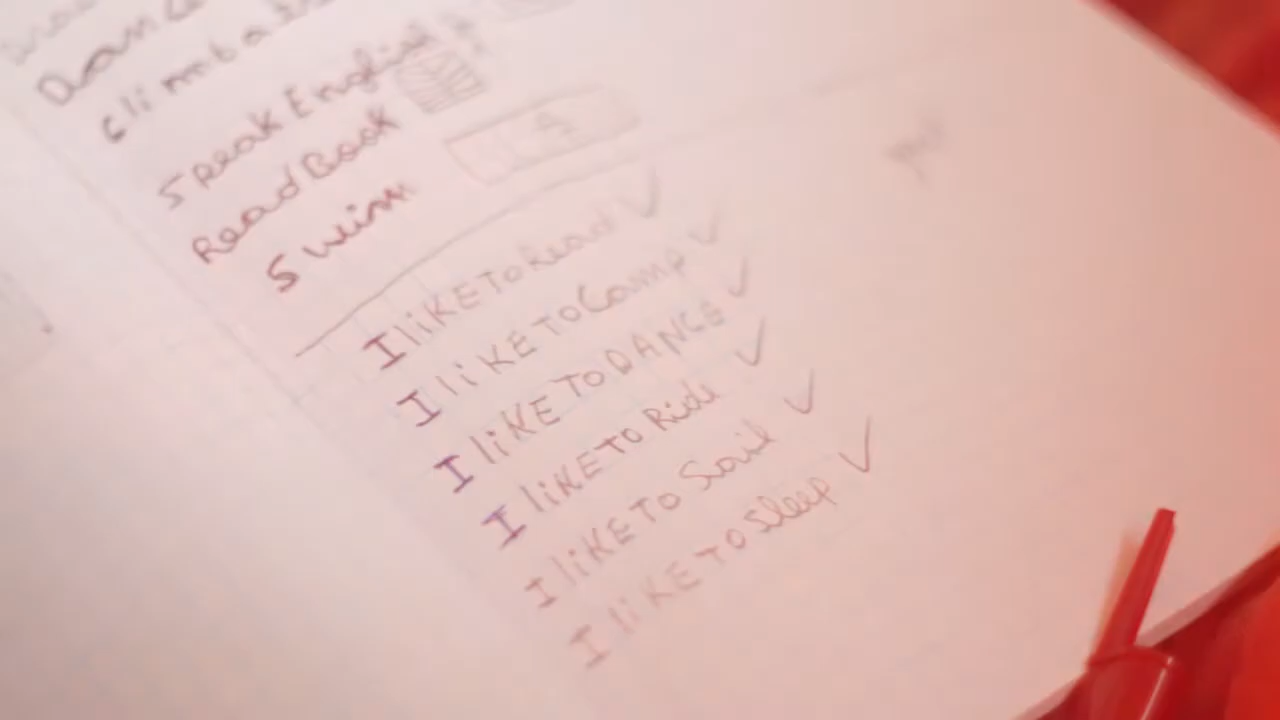 Dance
climb a
Speak English
Read Book
Swim
I liKE To Read
I liKE TO Camp
I liKE To DANCE
I liKE TO Ride
I liKE TO Sail
I liKE TO sleep